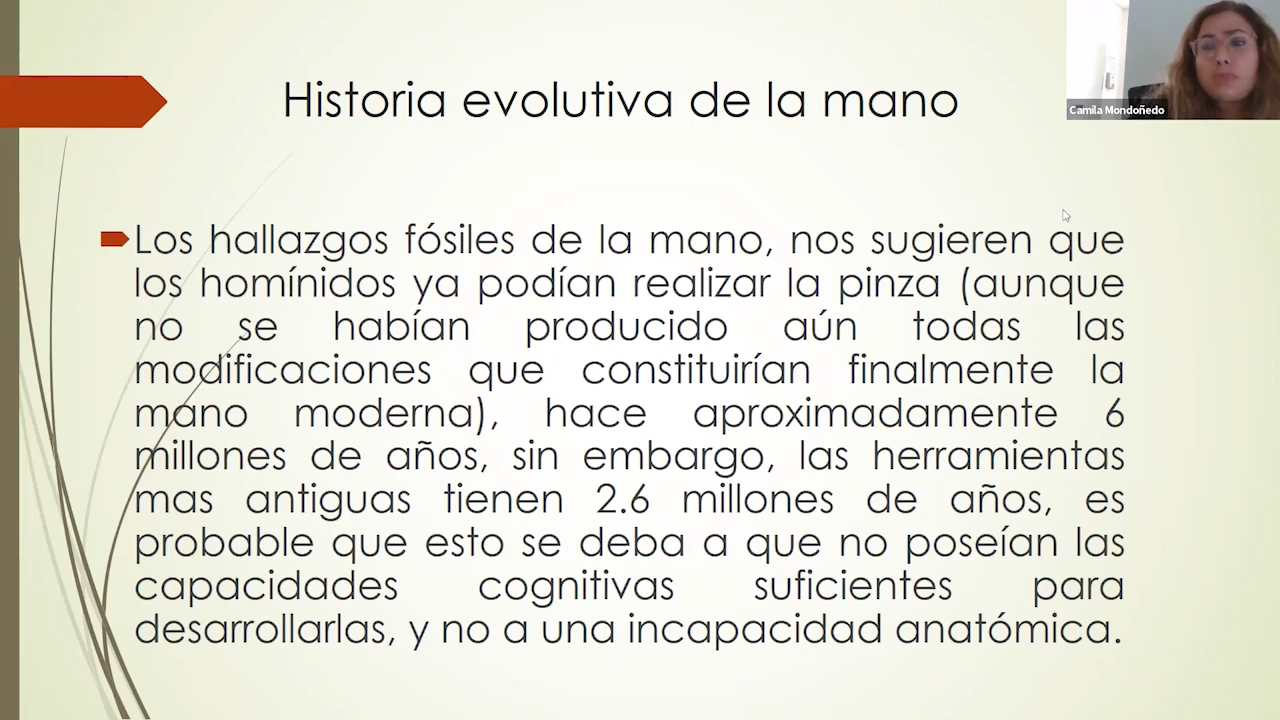 Historia evolutiva de la mano
Camila Mondoñedo
Los hallazgos fósiles de la mano, nos sugieren que
los homínidos ya podían realizar la pinza (aunque
no se habían producido aún todas las
modificaciones que constituirían finalmente la
mano moderna), hace aproximadamente 6
millones de años, sin embargo, las herramientas
mas antiguas tienen 2.6 millones de años, es
probable que esto se deba a que no poseían las
capacidades cognitivas suficientes para
desarrollarlas, y no a una incapacidad anatómica.